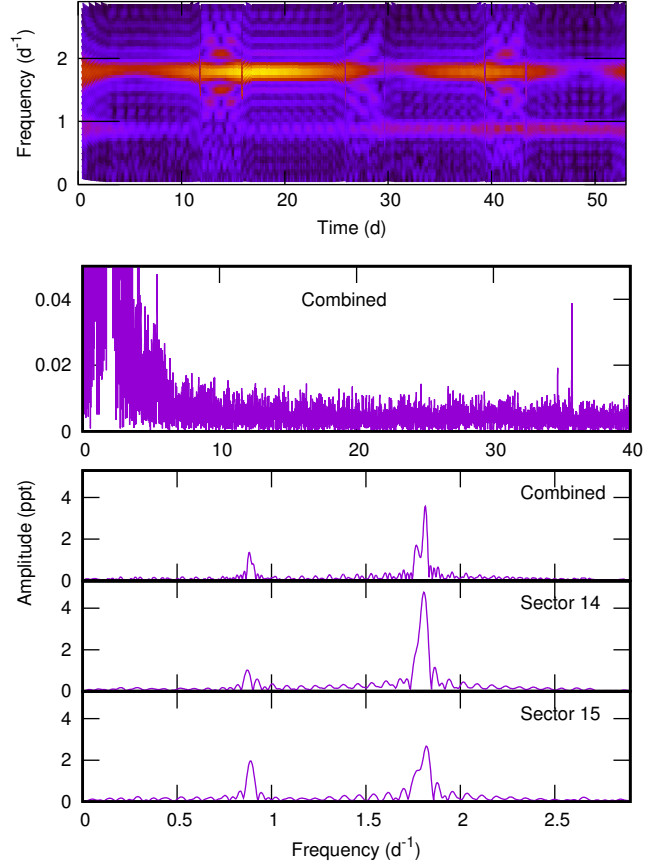 2
1
0
Frequency (d⁻¹)
0 10 20 30 40 50
Time (d)
Combined
0.04
0.02
0
0 10 20 30 40
Amplitude (ppt)
Combined
4
2
0
Sector 14
4
2
0
Sector 15
4
2
0
0 0.5 1 1.5 2 2.5
Frequency (d⁻¹)